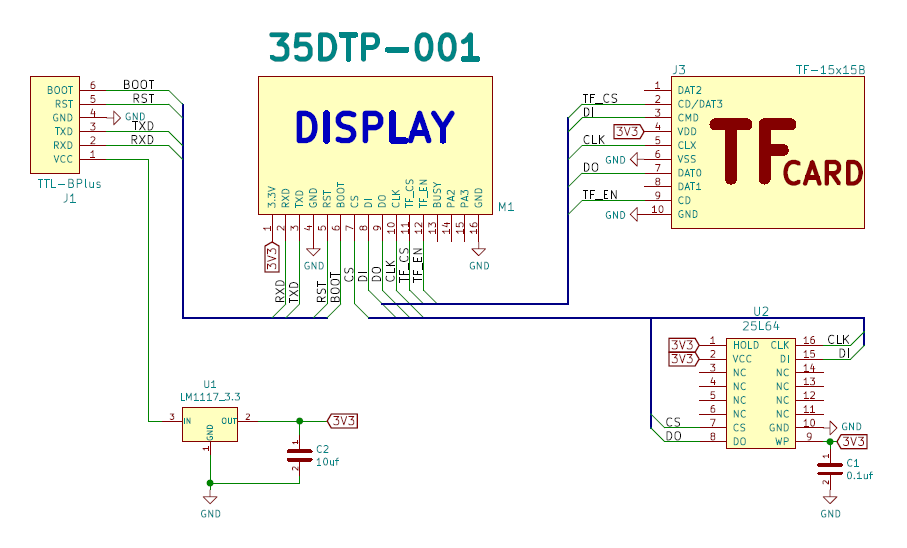 35DTP-001
DISPLAY
3.3V
RXD
TXD
GND
RST
BOOT
CS
DI
DO
CLK
TF_CS
TF_EN
BUSY
PA2
PA3
GND
M1
1
2
3
4
5
6
7
8
9
10
11
12
13
14
15
16
3V3
GND
GND
RXD
TXD
RST
BOOT
CS
DI
DO
CLK
TF_CS
TF_EN
BOOT 6 BOOT
RST 5 RST
GND 4 GND
TXD 3 TXD
RXD 2 RXD
VCC 1
TTL-BPlus
J1
J3 TF-15x15B
1 DAT2
TF_CS 2 CD/DAT3
DI 3 CMD
3V3 4 VDD
CLK 5 CLX
GND 6 VSS
DO 7 DAT0
8 DAT1
TF_EN 9 CD
GND 10 GND
TF
CARD
U2
25L64
3V3 1 HOLD CLK 16 CLK
3V3 2 VCC DI 15 DI
3 NC NC 14
4 NC NC 13
5 NC NC 12
6 NC NC 11
CS 7 CS GND 10 GND
DO 8 DO WP 9 3V3
1
C1
0.1uf
2
GND
U1
LM1117_3.3
3 IN OUT 2 3V3
GND
1
1
C2
10uf
2
GND